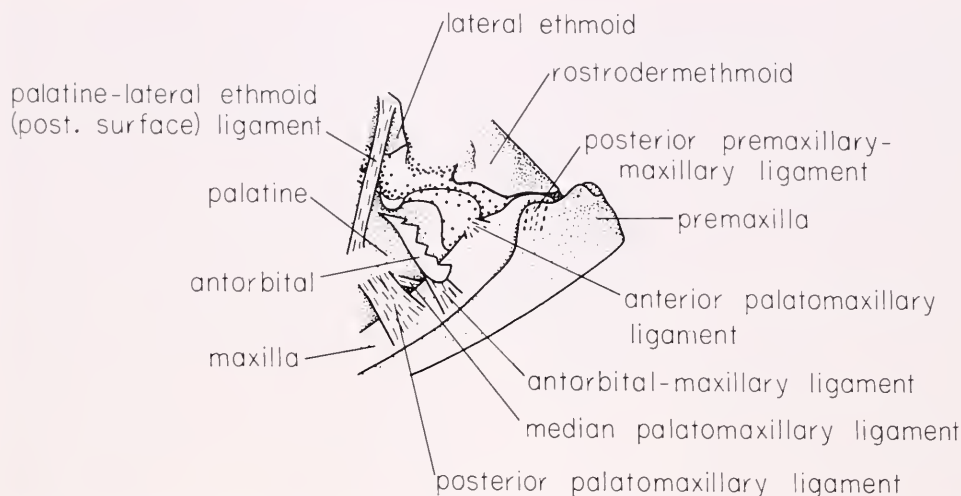 lateral ethmoid
rostrodermethmoid
palatine-lateral ethmoid
(post. surface) ligament
posterior premaxillary-
maxillary ligament
palatine
premaxilla
antorbital
anterior palatomaxillary
ligament
maxilla
antorbital-maxillary ligament
median palatomaxillary ligament
posterior palatomaxillary ligament